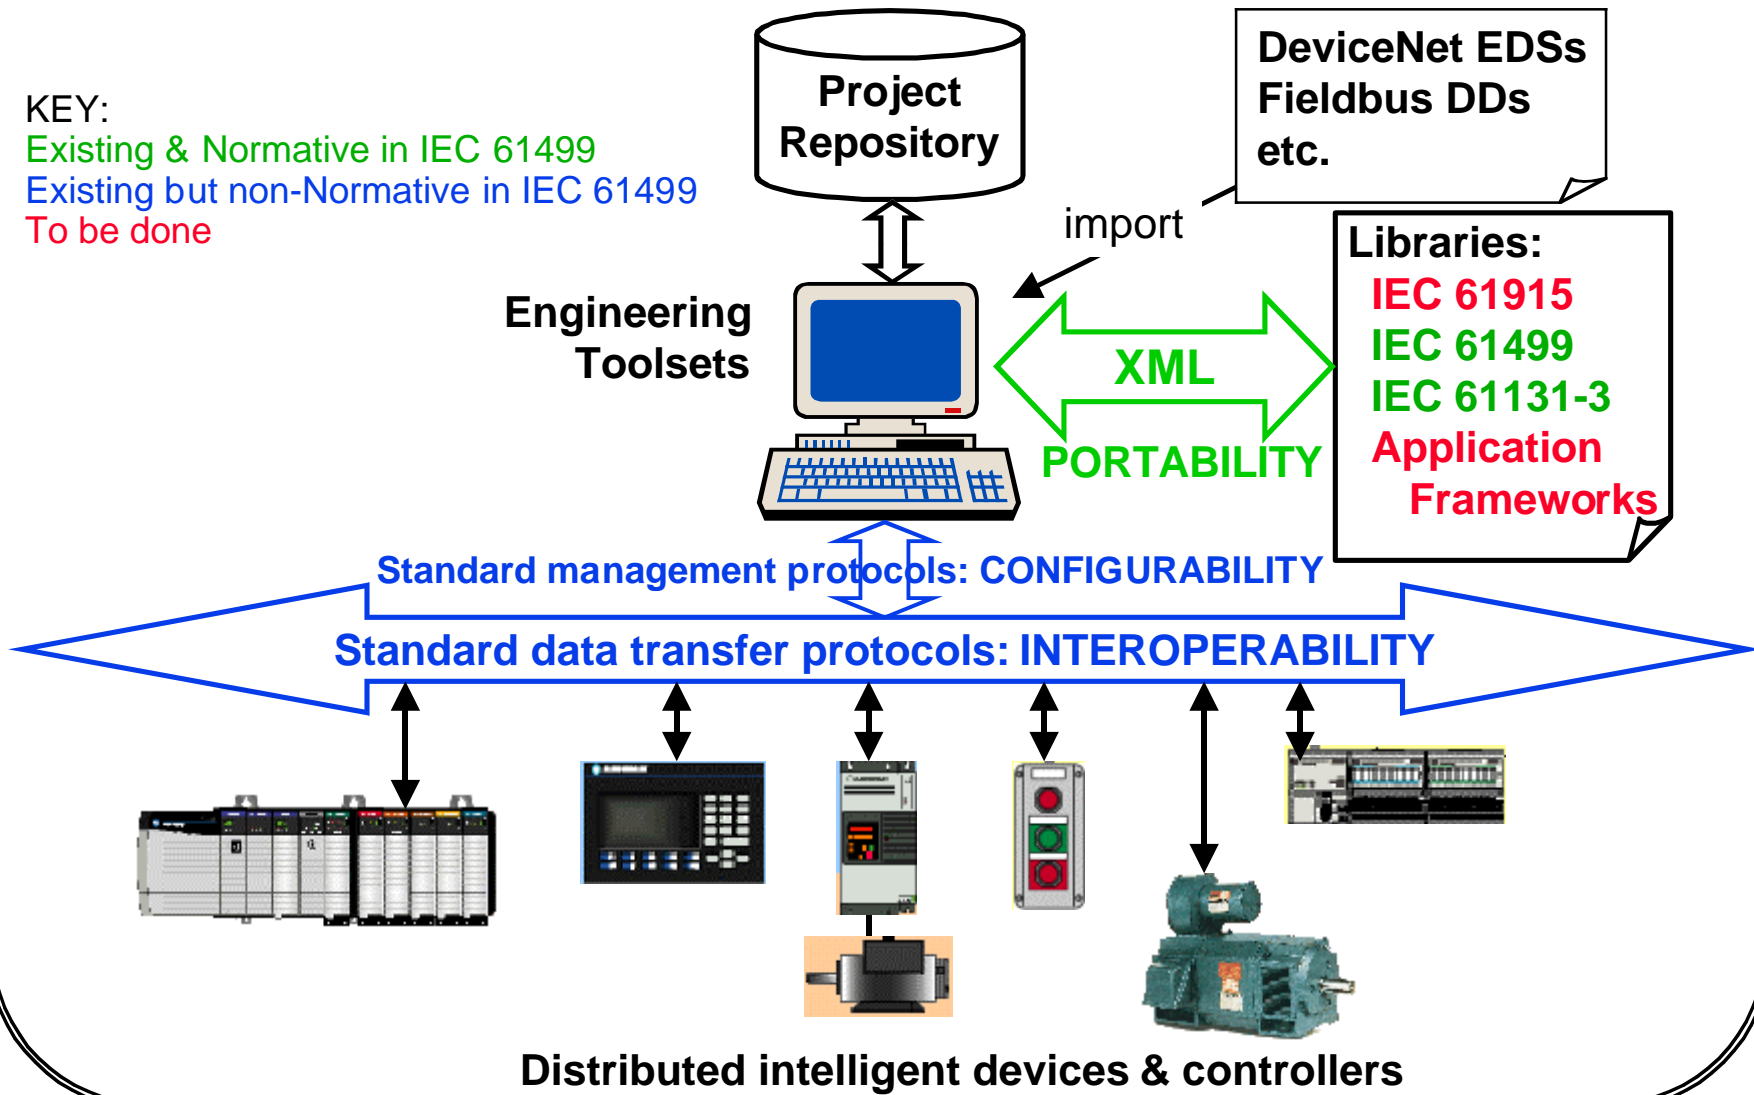 KEY:
Existing & Normative in IEC 61499
Existing but non-Normative in IEC 61499
To be done
Project
Repository
DeviceNet EDSs
Fieldbus DDs
etc.
import
Engineering
Toolsets
XML
PORTABILITY
Libraries:
IEC 61915
IEC 61499
IEC 61131-3
Application
Frameworks
Standard management protocols: CONFIGURABILITY
Standard data transfer protocols: INTEROPERABILITY
Distributed intelligent devices & controllers